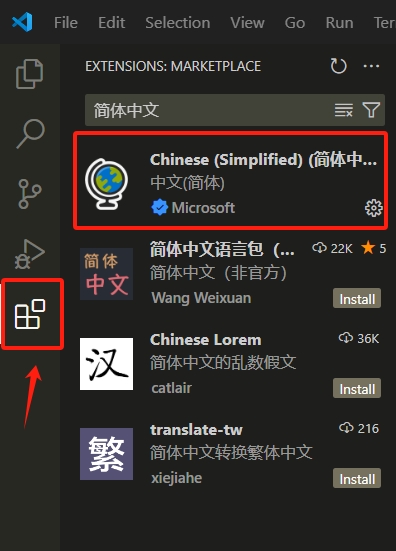 File Edit Selection View Go Run Ter
EXTENSIONS: MARKETPLACE
简体中文
Chinese (Simplified) (简体中...
中文(简体)
Microsoft
简体中文语言包（... 22K 5
简体中文（非官方）
Wang Weixuan Install
Chinese Lorem 36K
简体中文的乱数假文
catlair Install
translate-tw 216
简体中文转换繁体中文
xiejiahe Install
简体
中文
汉
繁